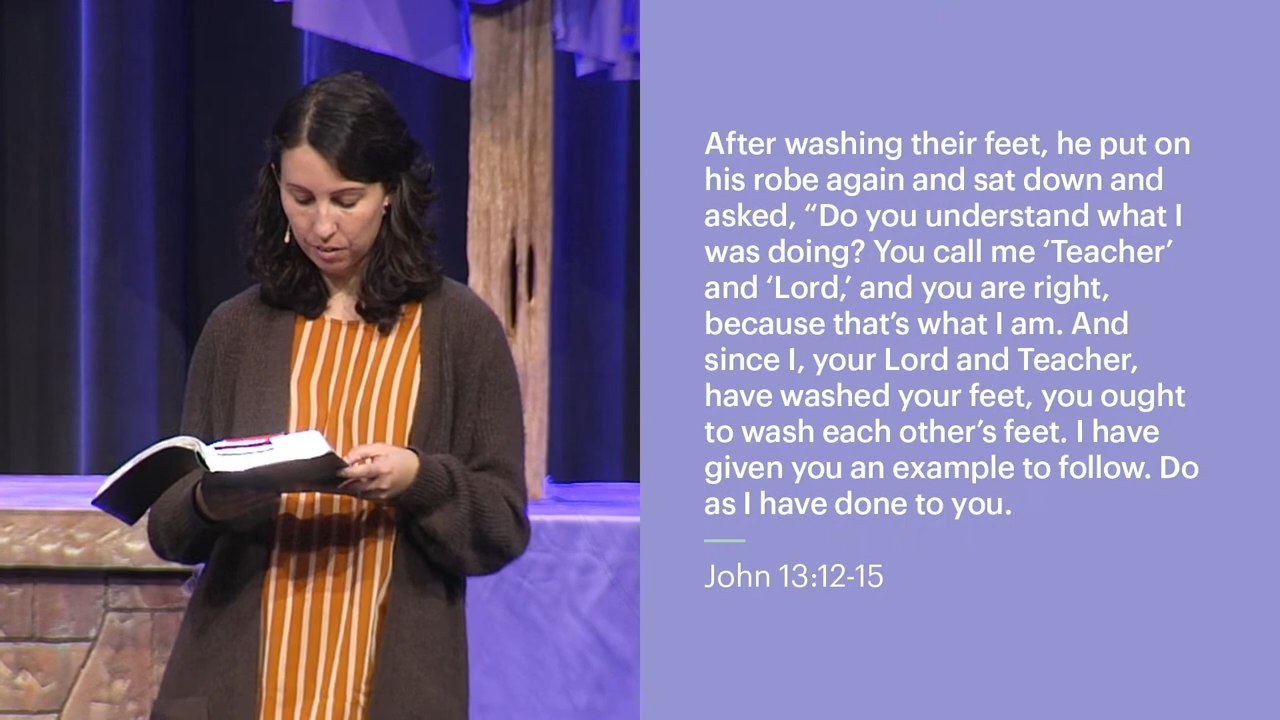 After washing their feet, he put on
his robe again and sat down and
asked, “Do you understand what I
was doing? You call me ‘Teacher’
and ‘Lord,’ and you are right,
because that’s what I am. And
since I, your Lord and Teacher,
have washed your feet, you ought
to wash each other’s feet. I have
given you an example to follow. Do
as I have done to you.
John 13:12-15